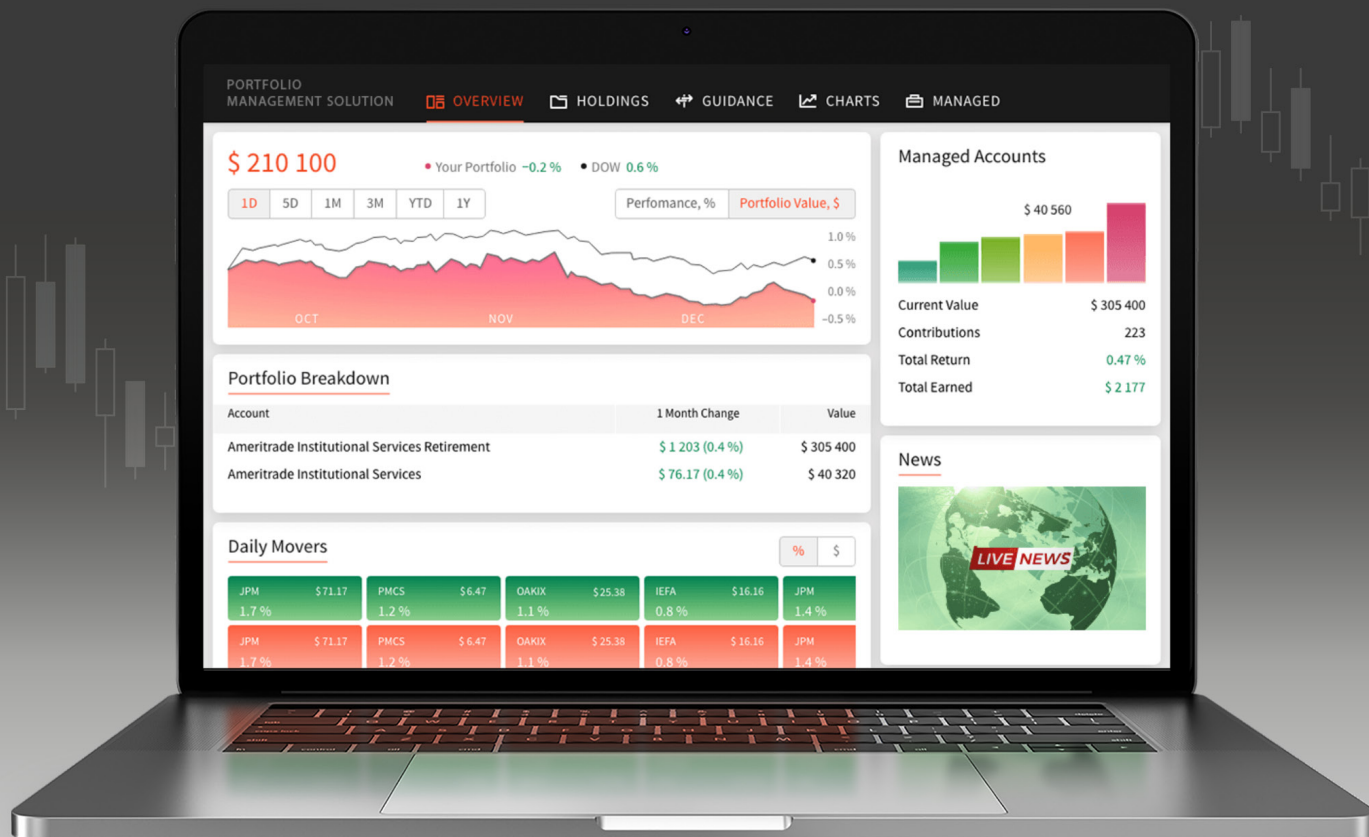 PORTFOLIO
MANAGEMENT SOLUTION
OVERVIEW
HOLDINGS
GUIDANCE
CHARTS
MANAGED
$ 210 100
Your Portfolio −0.2 %
DOW 0.6 %
1D 5D 1M 3M YTD 1Y
Perfomance, % Portfolio Value, $
1.0 %
0.5 %
0.0 %
−0.5 %
OCT NOV DEC
Portfolio Breakdown
Account 1 Month Change Value
Ameritrade Institutional Services Retirement $ 1 203 (0.4 %) $ 305 400
Ameritrade Institutional Services $ 76.17 (0.4 %) $ 40 320
Daily Movers
% $
JPM $ 71.17 PMCS $ 6.47 OAKIX $ 25.38 IEFA $ 16.16 JPM
1.7 % 1.2 % 1.1 % 0.8 % 1.4 %
JPM $ 71.17 PMCS $ 6.47 OAKIX $ 25.38 IEFA $ 16.16 JPM
1.7 % 1.2 % 1.1 % 0.8 % 1.4 %
Managed Accounts
$ 40 560
Current Value $ 305 400
Contributions 223
Total Return 0.47 %
Total Earned $ 2 177
News
LIVE NEWS